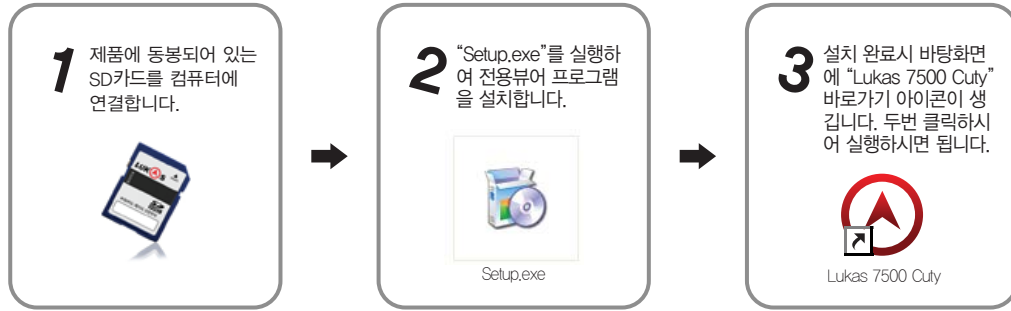 1
제품에 동봉되어 있는
SD카드를 컴퓨터에
연결합니다.
LUKAS
2
“Setup.exe”를 실행하
여 전용뷰어 프로그램
을 설치합니다.
Setup.exe
3
설치 완료시 바탕화면
에 “Lukas 7500 Cuty”
바로가기 아이콘이 생
깁니다. 두번 클릭하시
어 실행하시면 됩니다.
Lukas 7500 Cuty